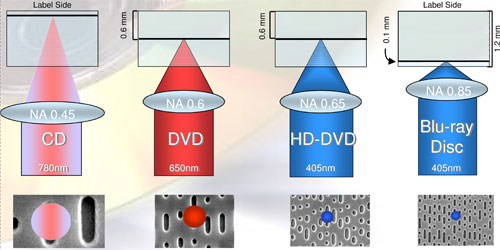 Label Side
0.6 mm
NA 0.45
CD
780nm
0.6 mm
NA 0.6
DVD
650nm
NA 0.65
HD-DVD
405nm
Label Side
0.1 mm
1.2 mm
NA 0.85
Blu-ray
Disc
405nm